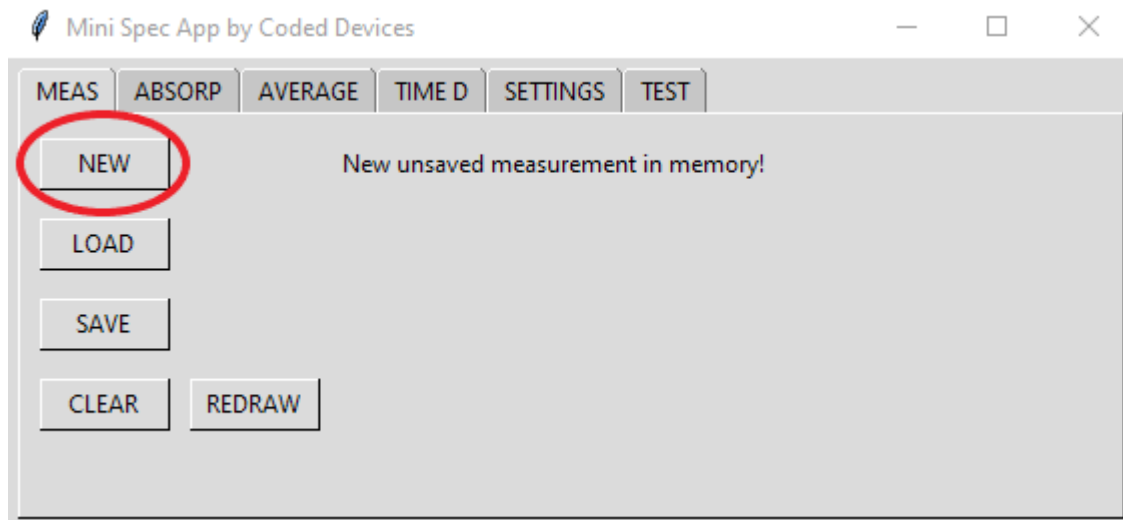 Mini Spec App by Coded Devices
MEAS ABSORP AVERAGE TIME D SETTINGS TEST
NEW New unsaved measurement in memory!
LOAD
SAVE
CLEAR REDRAW